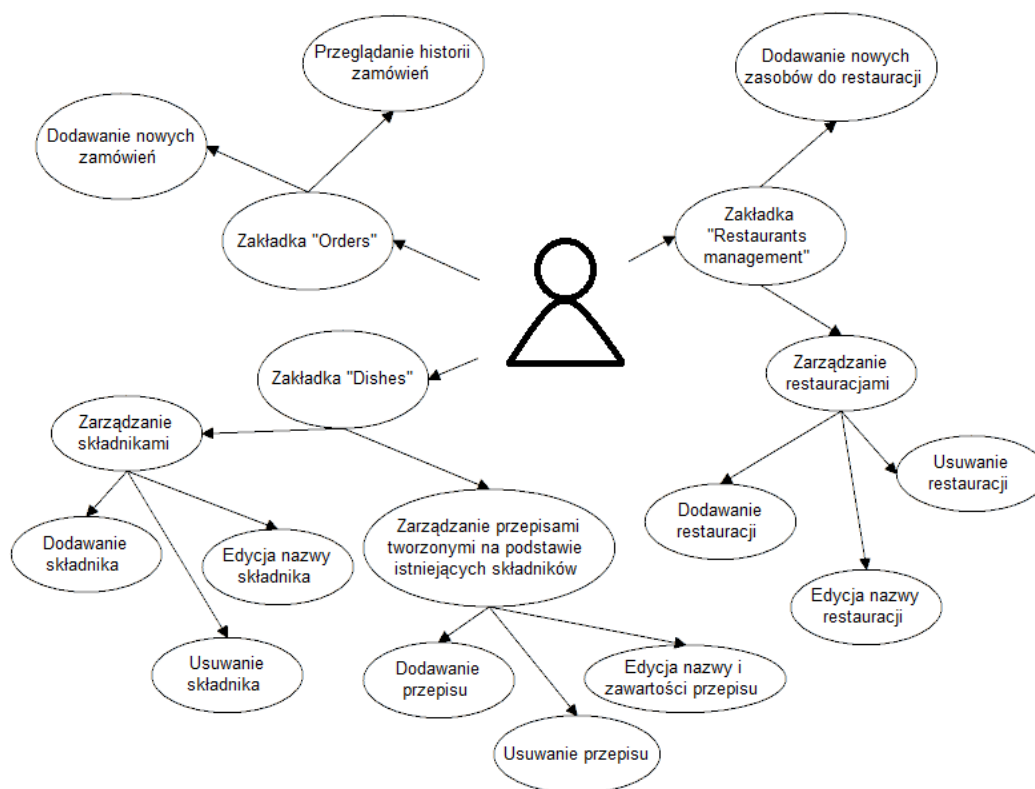 Przeglądanie historii
zamówień
Dodawanie nowych
zasobów do restauracji
Dodawanie nowych
zamówień
Zakładka "Orders"
Zakładka
"Restaurants
management"
Zakładka "Dishes"
Zarządzanie
restauracjami
Zarządzanie
składnikami
Usuwanie
restauracji
Dodawanie
restauracji
Zarządzanie przepisami
tworzonymi na podstawie
istniejących składników
Dodawanie
składnika
Edycja nazwy
składnika
Edycja nazwy
restauracji
Usuwanie
składnika
Dodawanie
przepisu
Edycja nazwy i
zawartości przepisu
Usuwanie przepisu